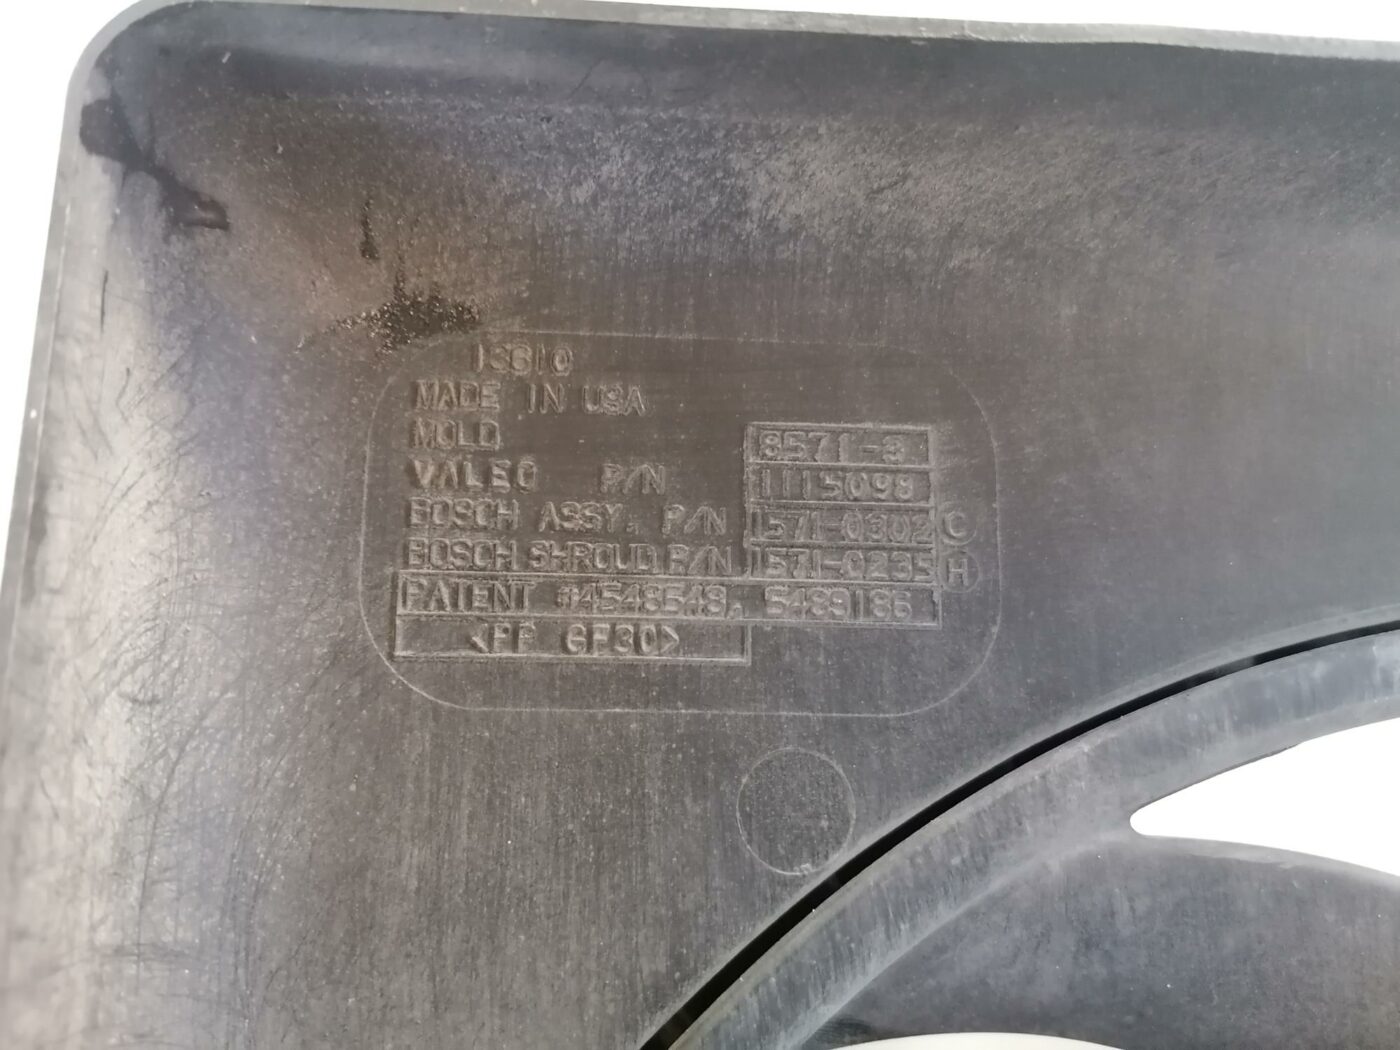 15610
MADE IN USA
MOLD 8571-3
VALEO P/N 1115098
BOSCH ASSY. P/N 1571-0302 C
BOSCH SHROUD P/N 1571-0235 H
PATENT #4548548, 5489186
<PP GF30>